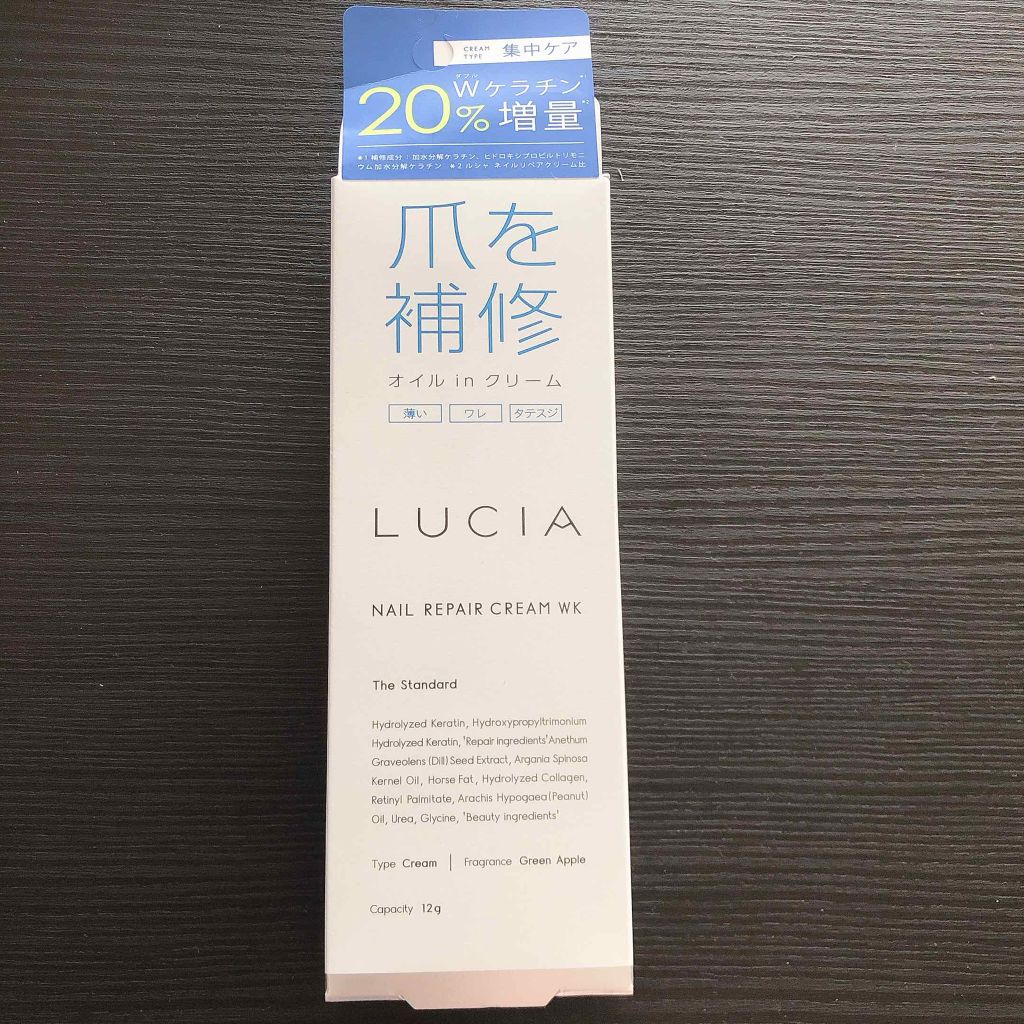 CREAM TYPE 集中ケア
ダブル
Wケラチン*1
20%増量*2
*1 補修成分:加水分解ケラチン、ヒドロキシプロピルトリモニ
ウム加水分解ケラチン *2 ルシャ ネイルリペアクリーム比
爪を
補修
オイル in クリーム
薄い ワレ タテスジ
LUCIA
NAIL REPAIR CREAM WK
The Standard
Hydrolyzed Keratin, Hydroxypropyltrimonium
Hydrolyzed Keratin, 'Repair ingredients' Anethum
Graveolens (Dill) Seed Extract, Argania Spinosa
Kernel Oil, Horse Fat, Hydrolyzed Collagen,
Retinyl Palmitate, Arachis Hypogaea (Peanut)
Oil, Urea, Glycine, 'Beauty ingredients'
Type Cream | Fragrance Green Apple
Capacity 12g